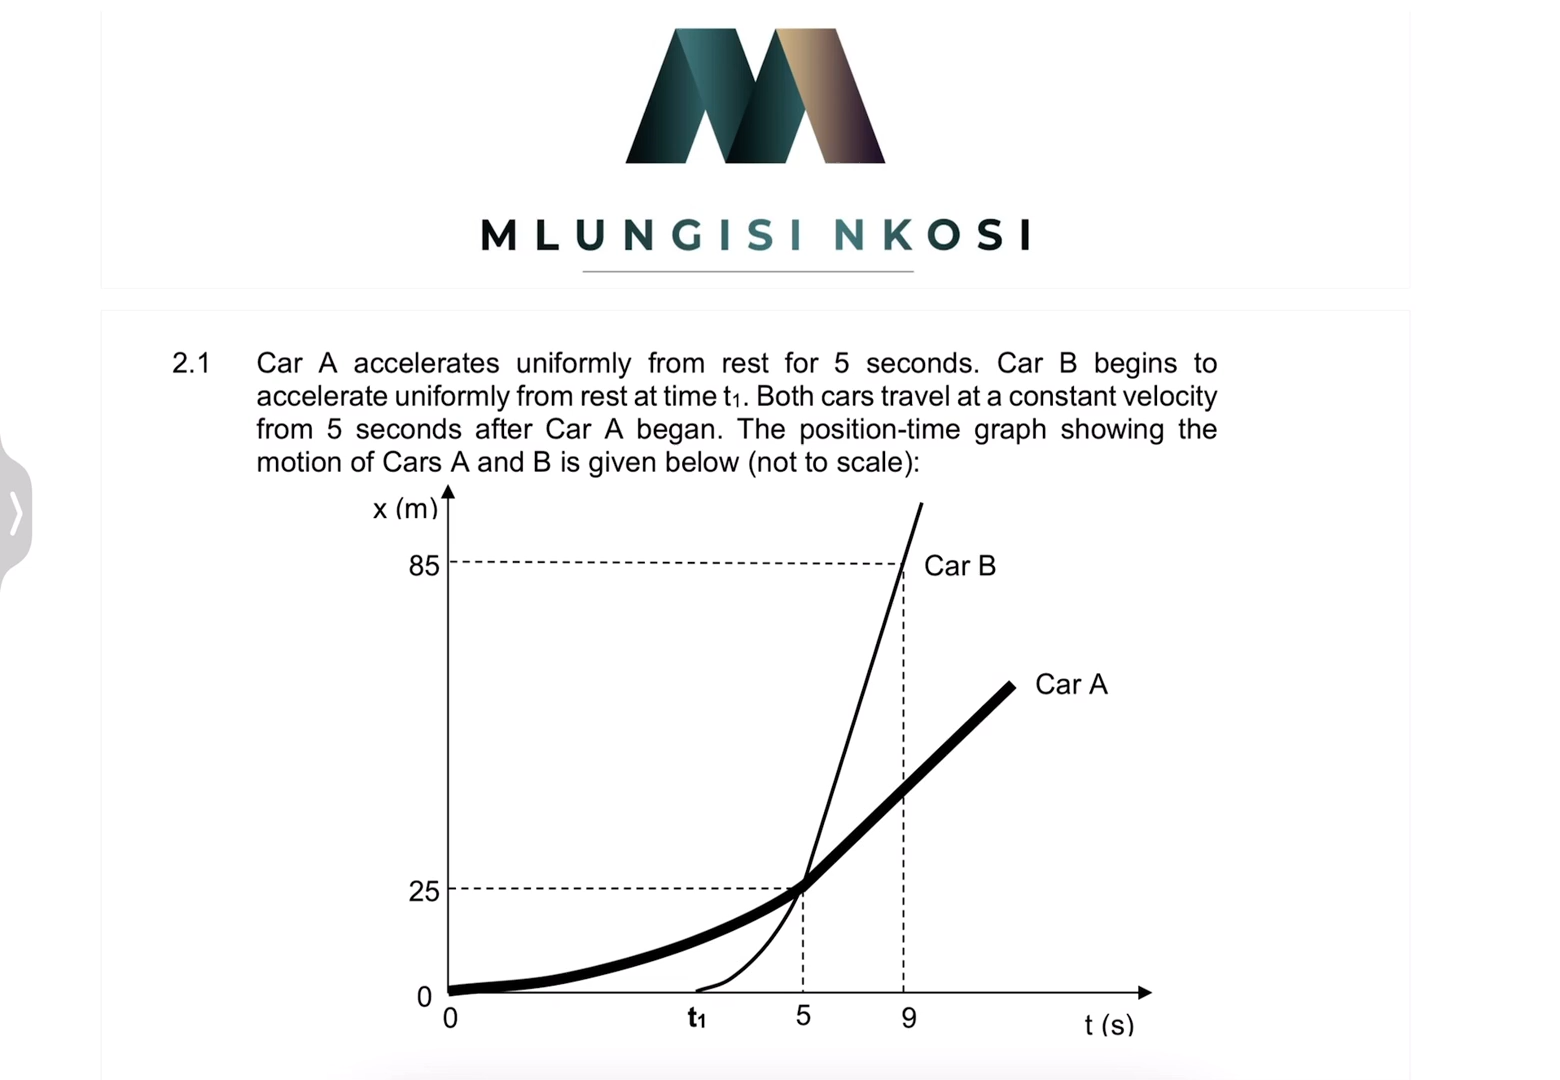 MLUNGISI NKOSI
2.1 Car A accelerates uniformly from rest for 5 seconds. Car B begins to
accelerate uniformly from rest at time t₁. Both cars travel at a constant velocity
from 5 seconds after Car A began. The position-time graph showing the
motion of Cars A and B is given below (not to scale):
x (m)
85
Car B
Car A
25
0
0
t₁
5
9
t (s)